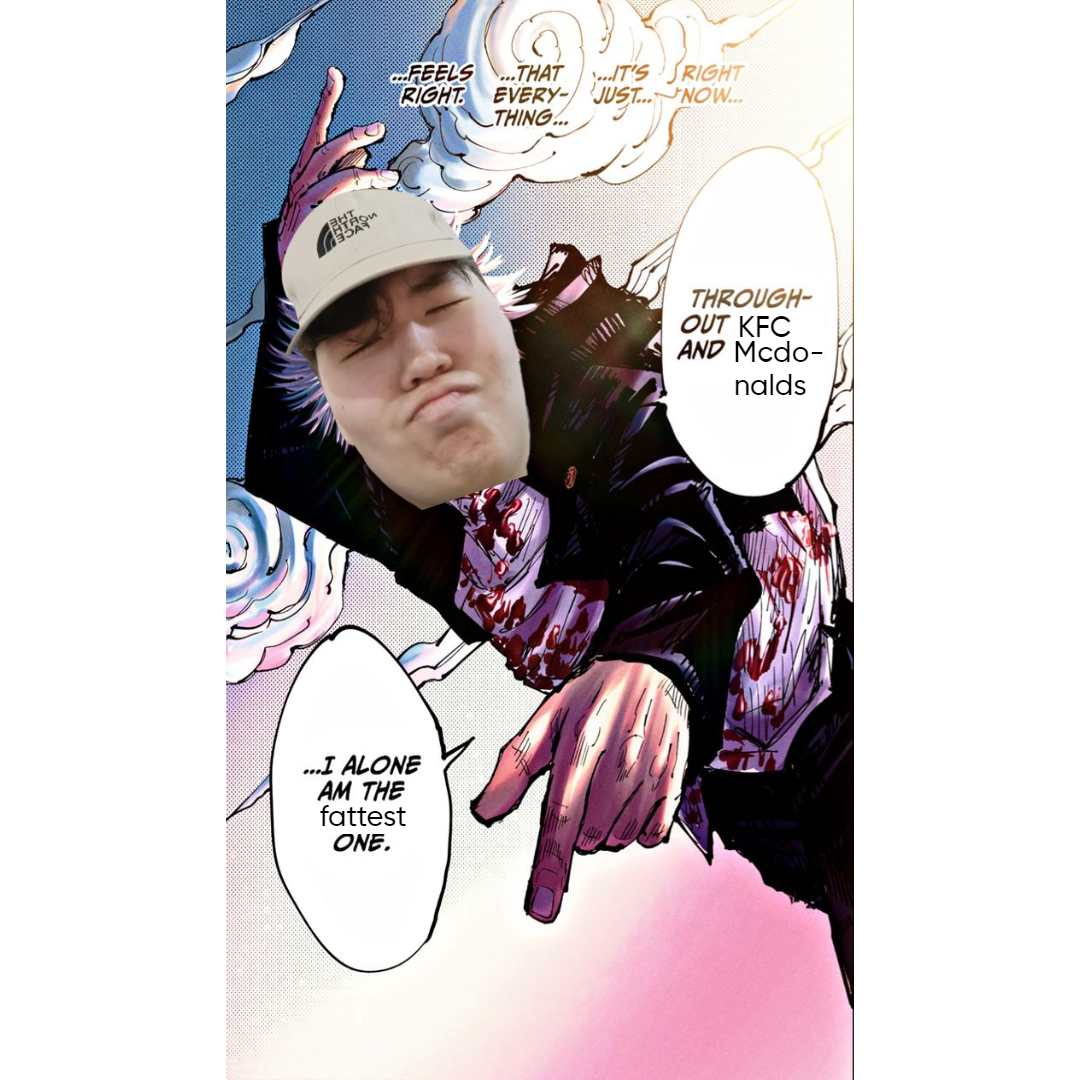 RIGHT
NOW...
...IT'S
JUST...
...THAT
EVERY-
THING...
...FEELS
RIGHT.
THE
NORTH
FACE
THROUGH-
OUT KFC
AND Mcdo-
nalds
...I ALONE
AM THE
fattest
ONE.